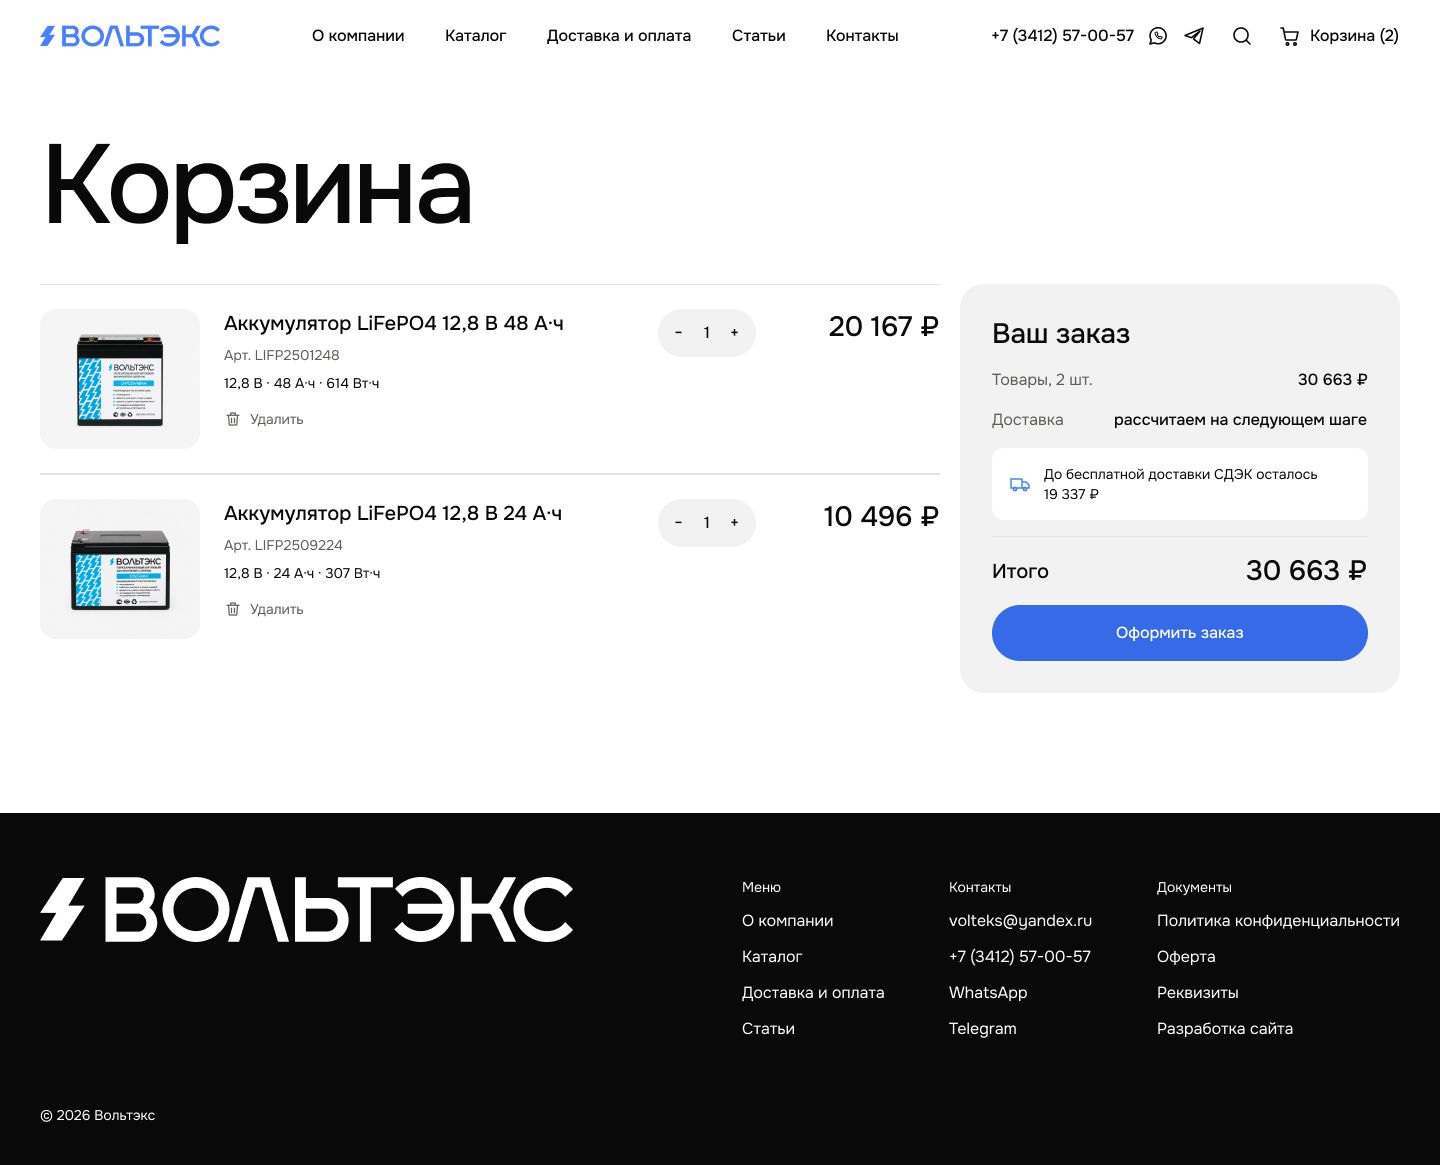 ВОЛЬТЭКС
О компании
Каталог
Доставка и оплата
Статьи
Контакты
+7 (3412) 57-00-57
Корзина (2)
Корзина
ВОЛЬТЭКС
Аккумулятор LiFePO4 12,8 В 48 А·ч
Арт. LIFP2501248
12,8 В · 48 А·ч · 614 Вт·ч
Удалить
- 1 +
20 167 ₽
ВОЛЬТЭКС
Аккумулятор LiFePO4 12,8 В 24 А·ч
Арт. LIFP2509224
12,8 В · 24 А·ч · 307 Вт·ч
Удалить
- 1 +
10 496 ₽
Ваш заказ
Товары, 2 шт. 30 663 ₽
Доставка рассчитаем на следующем шаге
До бесплатной доставки СДЭК осталось
19 337 ₽
Итого 30 663 ₽
Оформить заказ
ВОЛЬТЭКС
Меню
О компании
Каталог
Доставка и оплата
Статьи
Контакты
volteks@yandex.ru
+7 (3412) 57-00-57
WhatsApp
Telegram
Документы
Политика конфиденциальности
Оферта
Реквизиты
Разработка сайта
© 2026 Вольтэкс